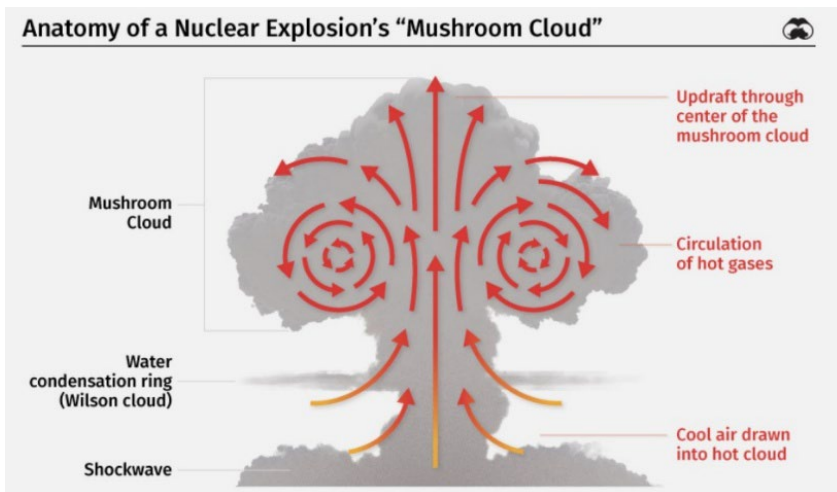 Anatomy of a Nuclear Explosion's “Mushroom Cloud”
Updraft through
center of the
mushroom cloud
Mushroom
Cloud
Circulation
of hot gases
Water
condensation ring
(Wilson cloud)
Cool air drawn
into hot cloud
Shockwave